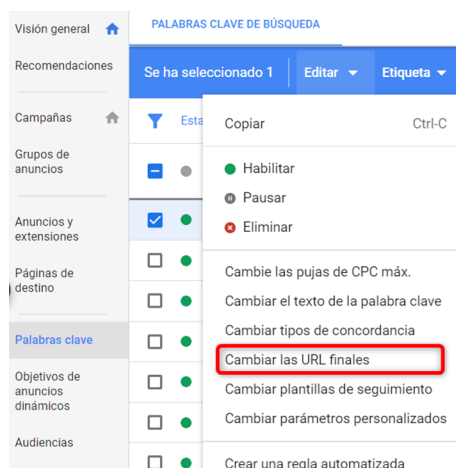 Visión general
Recomendaciones
Campañas
Grupos de
anuncios
Anuncios y
extensiones
Páginas de
destino
Palabras clave
Objetivos de
anuncios
dinámicos
Audiencias
PALABRAS CLAVE DE BÚSQUEDA
Se ha seleccionado 1
Editar
Etiqueta
Esta
Copiar Ctrl-C
Habilitar
Pausar
Eliminar
Cambie las pujas de CPC máx.
Cambiar el texto de la palabra clave
Cambiar tipos de concordancia
Cambiar las URL finales
Cambiar plantillas de seguimiento
Cambiar parámetros personalizados
Crear una regla automatizada